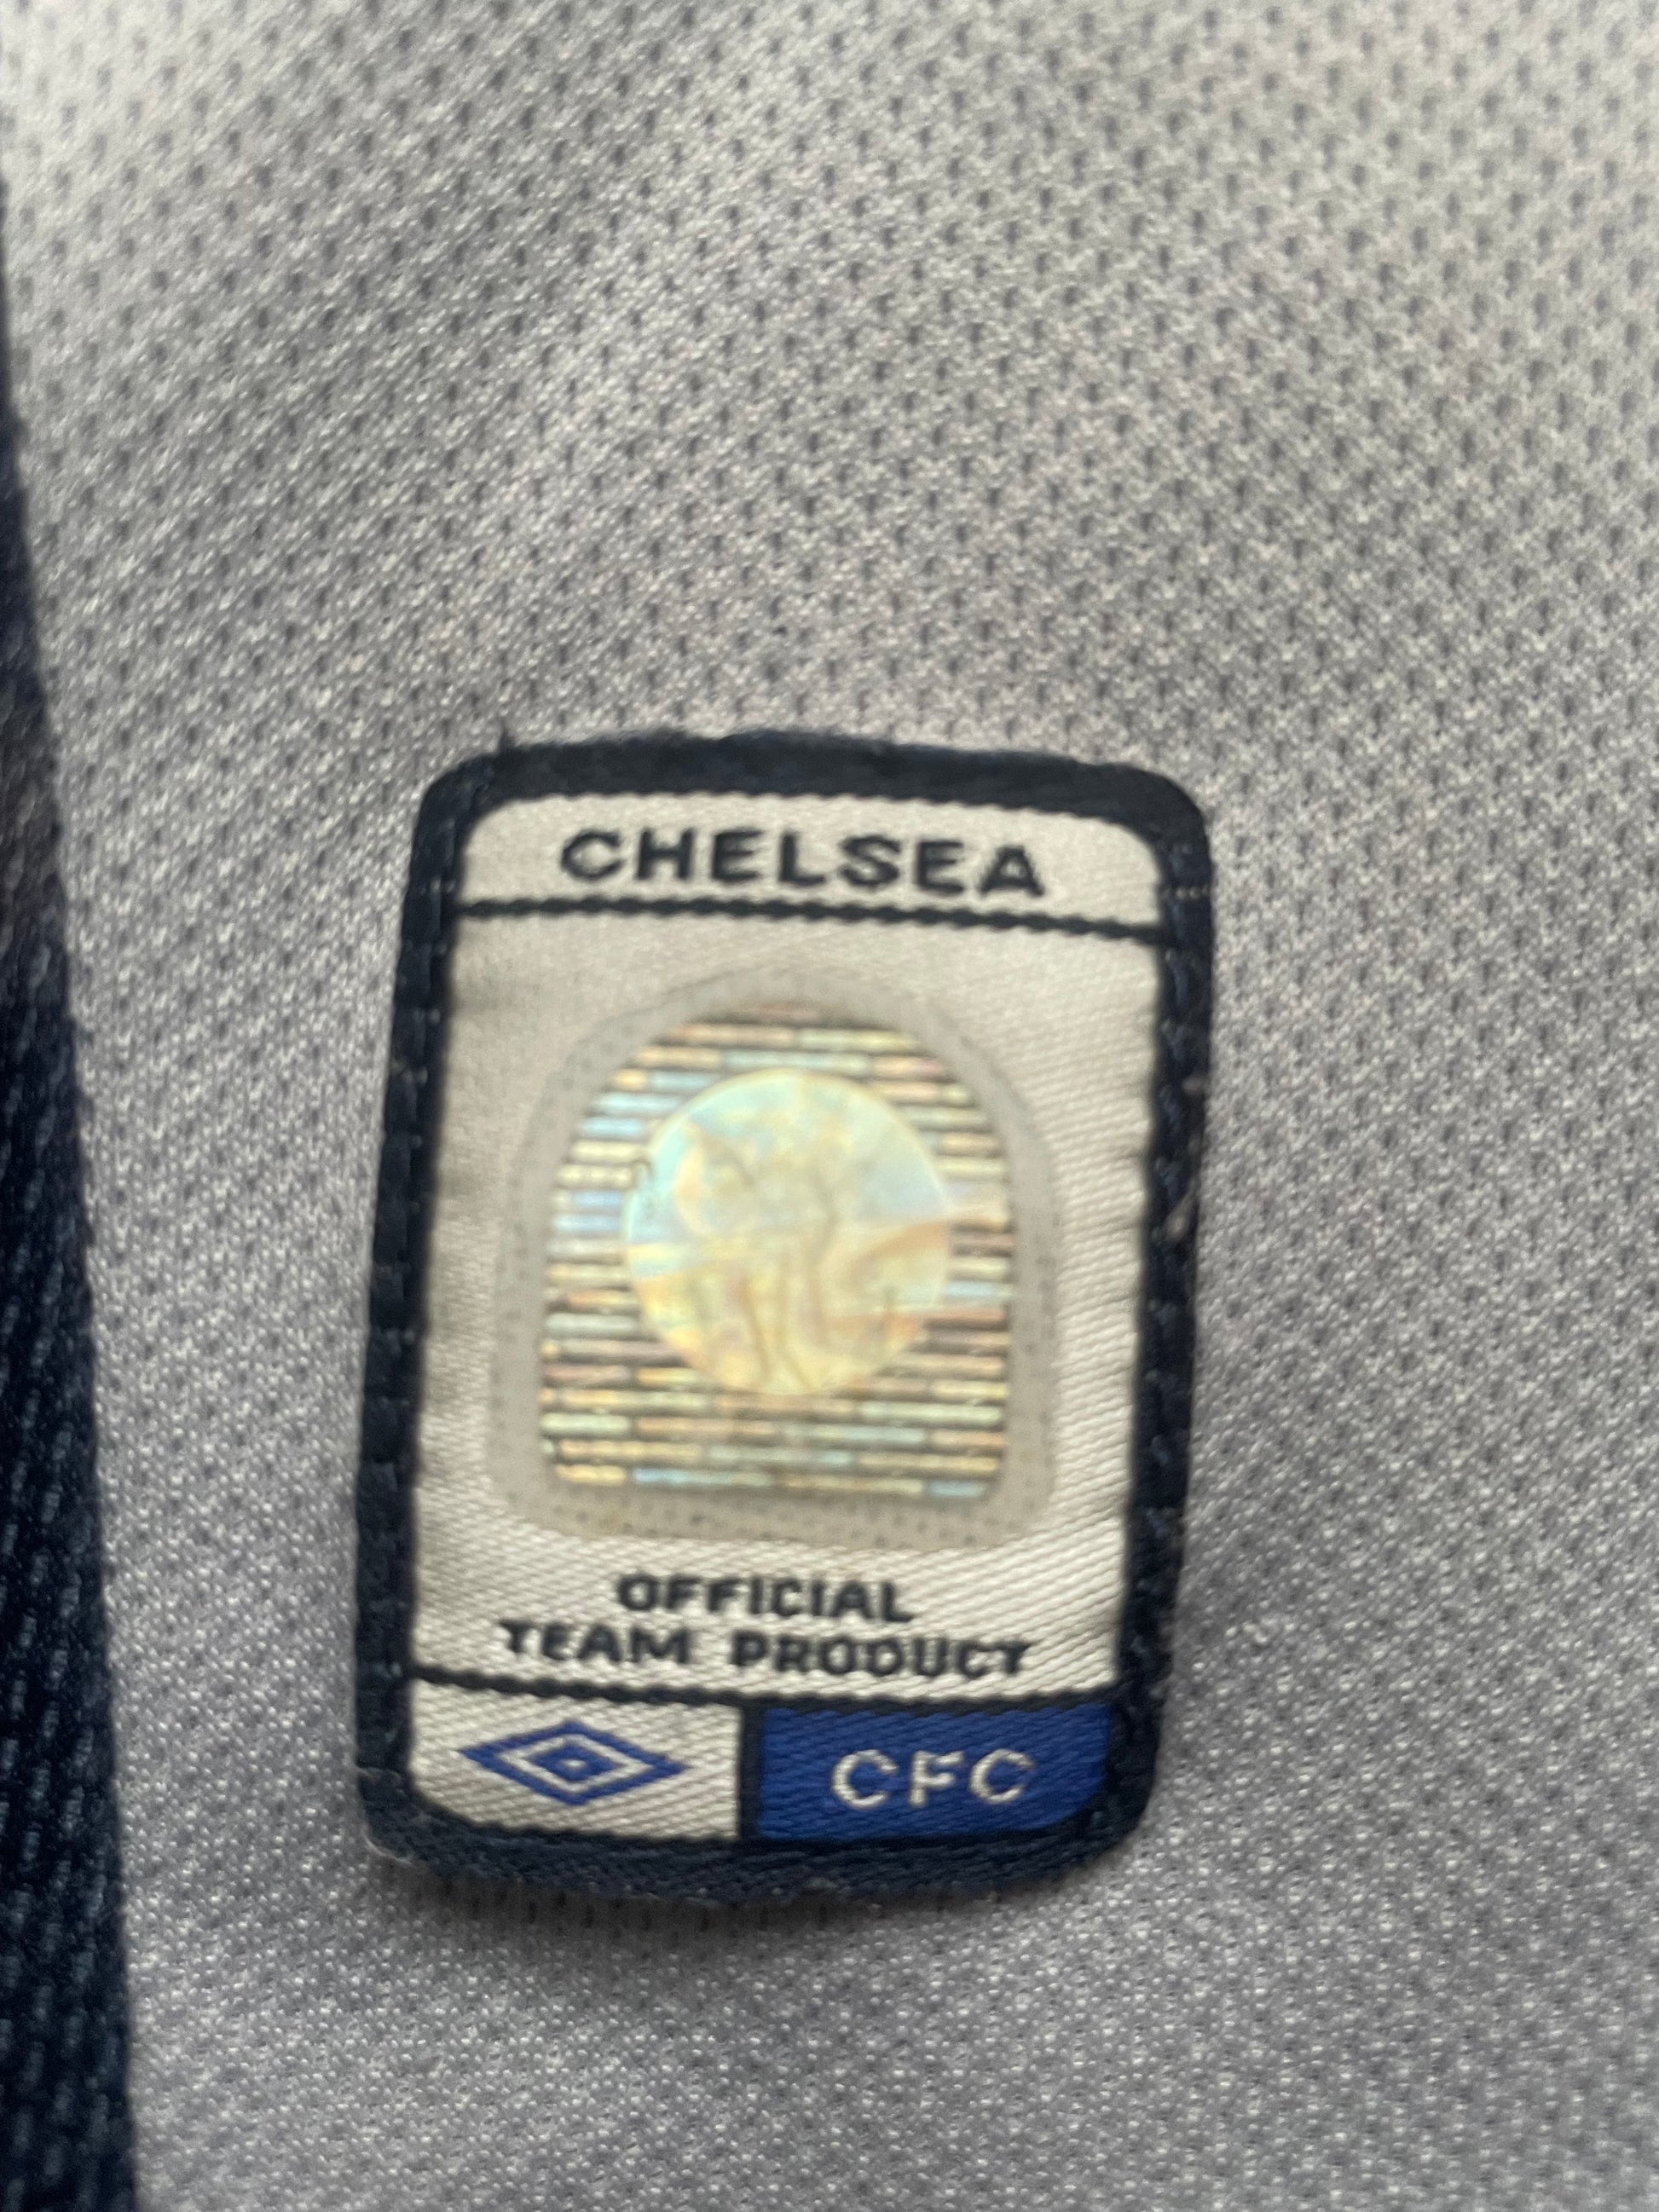 CHELSEA
OFFICIAL
TEAM PRODUCT
CFC